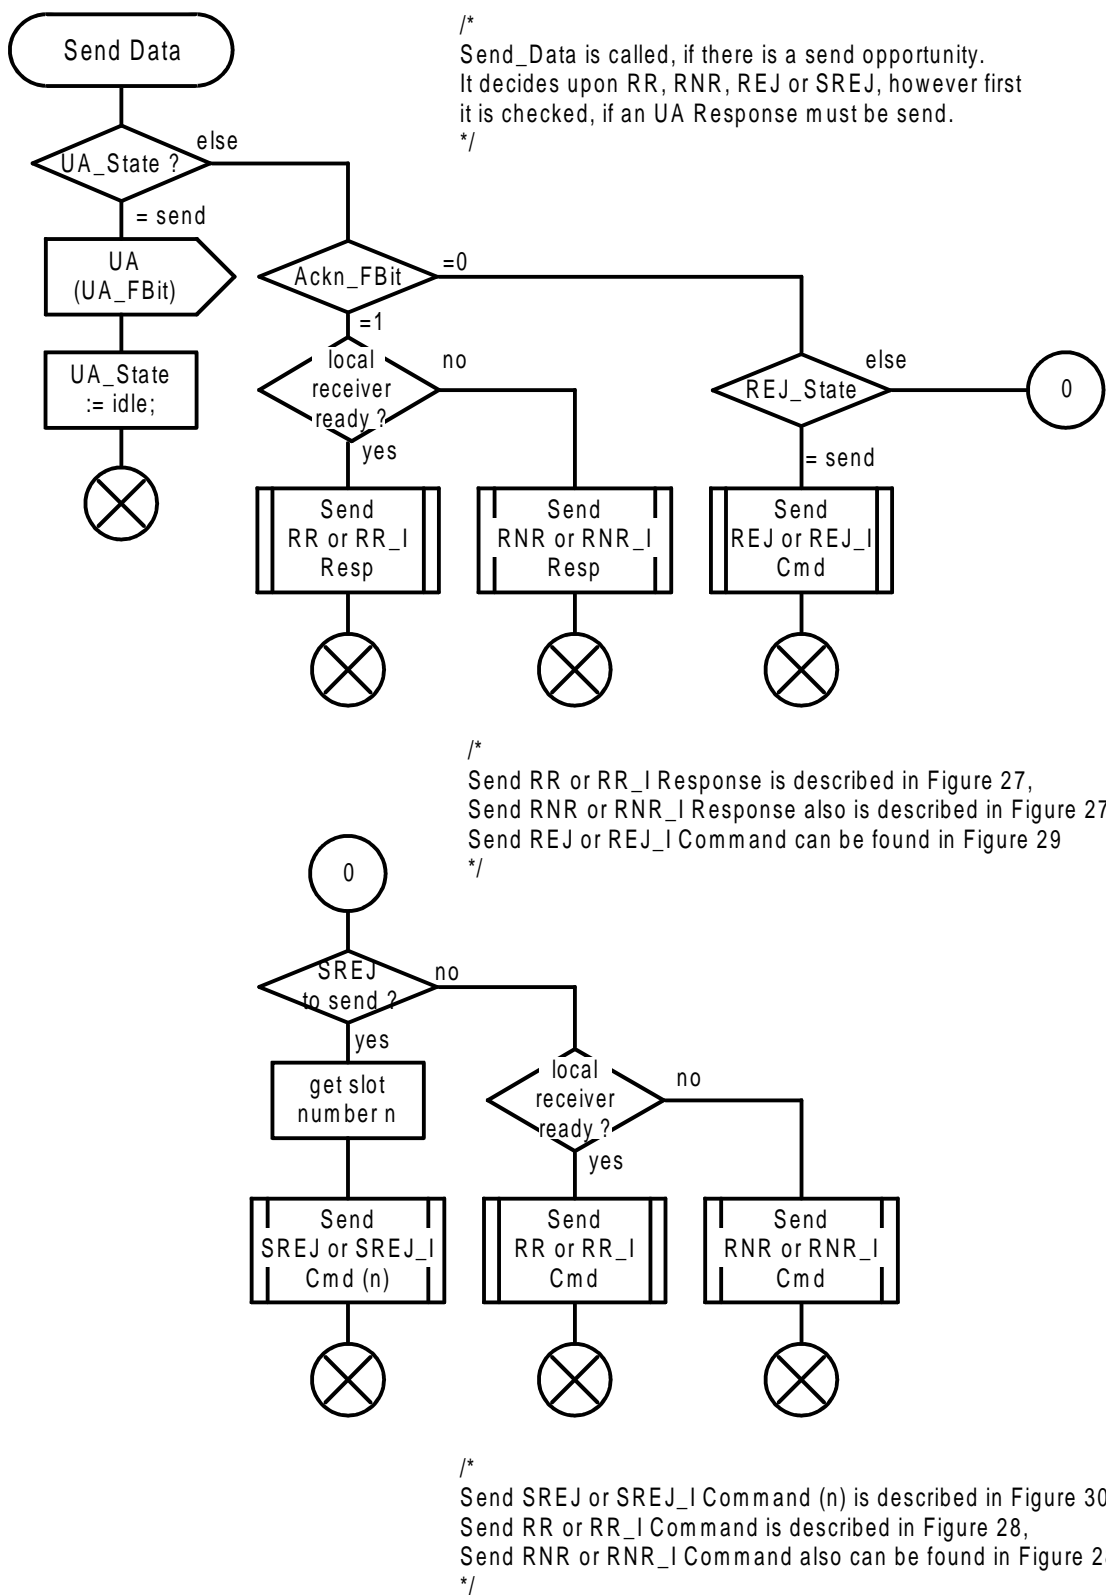 Send Data
/*
Send_Data is called, if there is a send opportunity.
It decides upon RR, RNR, REJ or SREJ, however first
it is checked, if an UA Response must be send.
*/
UA_State ?
else
= send
UA
(UA_FBit)
Ackn_FBit
=0
=1
UA_State
:= idle;
local
receiver
ready ?
no
yes
REJ_State
else
0
= send
Send
RR or RR_I
Resp
Send
RNR or RNR_I
Resp
Send
REJ or REJ_I
Cmd
/*
Send RR or RR_I Response is described in Figure 27,
Send RNR or RNR_I Response also is described in Figure 27
Send REJ or REJ_I Command can be found in Figure 29
*/
0
SREJ
to send ?
no
yes
get slot
number n
local
receiver
ready ?
no
yes
Send
SREJ or SREJ_I
Cmd (n)
Send
RR or RR_I
Cmd
Send
RNR or RNR_I
Cmd
/*
Send SREJ or SREJ_I Command (n) is described in Figure 30
Send RR or RR_I Command is described in Figure 28,
Send RNR or RNR_I Command also can be found in Figure
*/